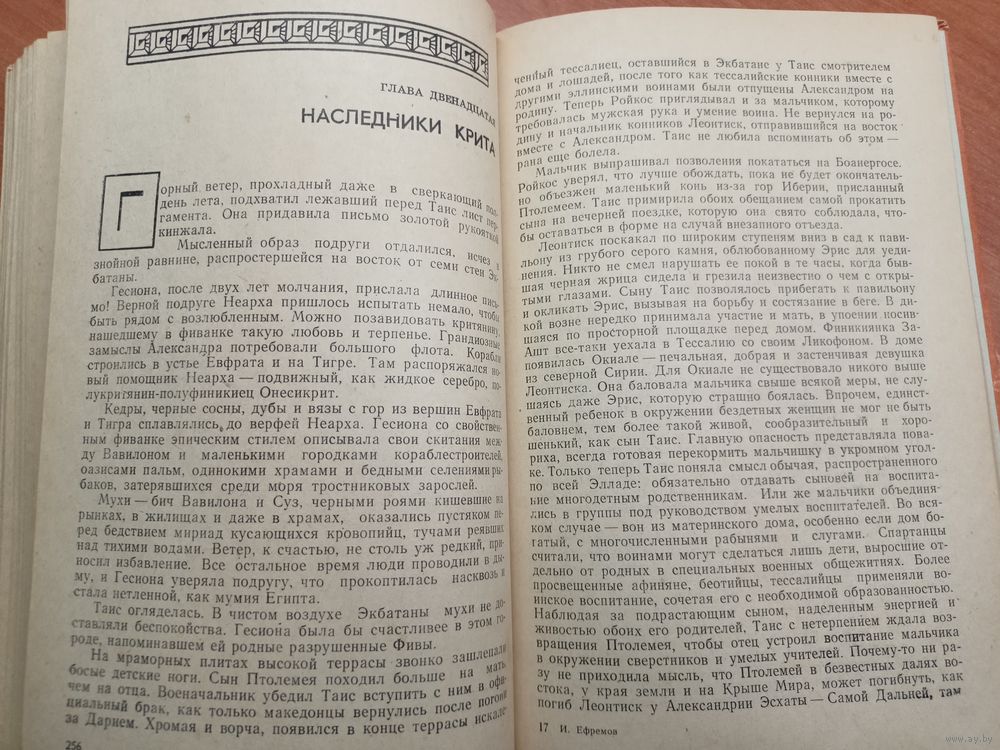 ГЛАВА ДВЕНАДЦАТАЯ
НАСЛЕДНИКИ КРИТА
Горный ветер, прохладный даже в сверкающий пол-
день лета, подхватил лежавший перед Таис лист пер-
гамента. Она придавила письмо золотой рукояткой
кинжала.
Мысленный образ подруги отдалился, исчез в
знойной равнине, распростершейся на восток от семи стен Эк-
батаны.
Гесиона, после двух лет молчания, прислала длинное пись-
мо! Верной подруге Неарха пришлось испытать немало, чтобы
быть рядом с возлюбленным. Можно позавидовать критянину,
нашедшему в фиванке такую любовь и терпенье. Грандиозные
замыслы Александра потребовали большого флота. Корабли
строились в устье Евфрата и на Тигре. Там распоряжался но-
вый помощник Неарха — подвижный, как жидкое серебро, по-
лукритянин-полуфиникиец Онесикрит.
Кедры, черные сосны, дубы и вязы с гор из вершин Евфрата
и Тигра сплавлялись до верфей Неарха. Гесиона со свойствен-
ным фиванке эпическим стилем описывала свои скитания меж-
ду Вавилоном и маленькими городками кораблестроителей,
оазисами пальм, одинокими храмами и бедными селениями ры-
баков, затерявшихся среди моря тростниковых зарослей.
Мухи — бич Вавилона и Суз, черными роями кишевшие на
рынках, в жилищах и даже в храмах, оказались пустяком пе-
ред бедствием мириад кусающихся кровопийц, тучами реявших
над тихими водами. Ветер, к счастью, не столь уж редкий, при-
носил избавление. Все остальное время люди проводили в ды-
му, и Гесиона уверяла подругу, что прокоптилась насквозь и
стала нетленной, как мумия Египта.
Таис огляделась. В чистом воздухе Экбатаны мухи не до-
ставляли беспокойства. Гесиона была бы счастливее в этом го-
роде, напоминавшем ей родные разрушенные Фивы.
На мраморных плитах высокой террасы звонко зашлепали
босые детские ноги. Сын Птолемея походил больше на мать,
чем на отца. Военачальник убедил Таис вступить с ним в офи-
циальный брак, как только македонцы вернулись после погони
за Дарием. Хромая и ворча, появился в конце террасы искале-
256
ченный тессалиец, оставшийся в Экбатане у Таис смотрителем
дома и лошадей, после того как тессалийские конники вместе с
другими эллинскими воинами были отпущены Александром на
родину. Теперь Ройкос приглядывал и за мальчиком, которому
требовалась мужская рука и умение воина. Не вернулся на ро-
дину и начальник конников Леонтиск, отправившийся на восток
вместе с Александром. Таис не любила вспоминать об этом —
рана еще болела.
Мальчик выпрашивал позволения покататься на Боанергосе.
Ройкос уверял, что лучше обождать, пока не будет окончатель-
но объезжен маленький конь из-за гор Иберии, присланный
Птолемеем. Таис примирила обоих обещанием самой прокатить
сына на вечерней поездке, которую она свято соблюдала, что-
бы оставаться в форме на случай внезапного отъезда.
Леонтиск поскакал по широким ступеням вниз в сад к пави-
льону из грубого серого камня, облюбованному Эрис для уеди-
нения. Никто не смел нарушать ее покой в те часы, когда быв-
шая черная жрица сидела и грезила неизвестно о чем с откры-
тыми глазами. Сыну Таис позволялось прибегать к павильону
и окликать Эрис, вызывая на борьбу и состязание в беге. В ди-
кой возне нередко принимала участие и мать, в упоении носив-
шаяся по просторной площадке перед домом. Финикиянка За-
Ашт все-таки уехала в Тессалию со своим Ликофоном. В доме
появилась Окиале — печальная, добрая и застенчивая девушка
из северной Сирии. Для Окиале не существовало никого выше
Леонтиска. Она баловала мальчика свыше всякой меры, не слу-
шаясь даже Эрис, которую страшно боялась. Впрочем, единст-
венный ребенок в окружении бездетных женщин не мог не быть
баловнем, тем более такой живой, сообразительный и хоро-
шенький, как сын Таис. Главную опасность представляла пова-
риха, всегда готовая перекормить мальчишку в укромном угол-
ке. Только теперь Таис поняла смысл обычая, распространенного
по всей Элладе: обязательно отдавать сыновей на воспита-
ние многодетным родственникам. Или же мальчики объединя-
лись в группы под руководством умелых воспитателей. Во вся-
ком случае — вон из материнского дома, особенно если дом бо-
гатый, с многочисленными рабынями и слугами. Спартанцы
считали, что воинами могут сделаться лишь дети, выросшие от-
дельно от родных в специальных военных общежитиях. Более
просвещенные афиняне, беотийцы, тессалийцы применяли во-
инское воспитание, сочетая его с необходимой образованностью.
Наблюдая за подрастающим сыном, наделенным энергией и
живостью обоих его родителей, Таис с нетерпением ждала воз-
вращения Птолемея, чтобы отец устроил воспитание мальчика
в окружении сверстников и умелых учителей. Почему-то ни ра-
зу не приходила мысль, что Птолемей в безвестных далях во-
стока, у края земли и на Крыше Мира, может погибнуть, как
погиб Леонтиск у Александрии Эсхаты — Самой Дальней, там
17 И. Ефремов
www.ay.by